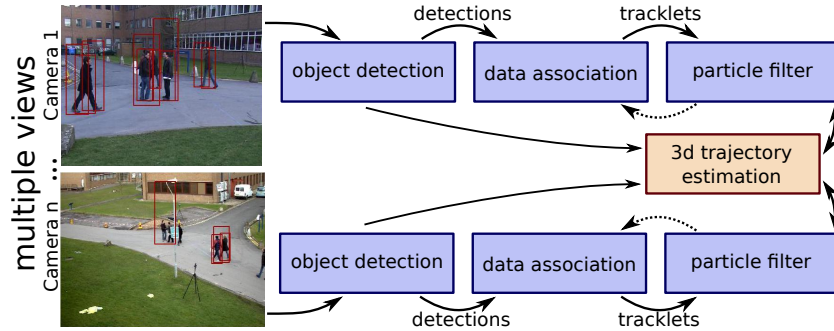 multiple views
Camera 1
...
Camera n
detections
tracklets
object detection
data association
particle filter
3d trajectory
estimation
object detection
data association
particle filter
detections
tracklets